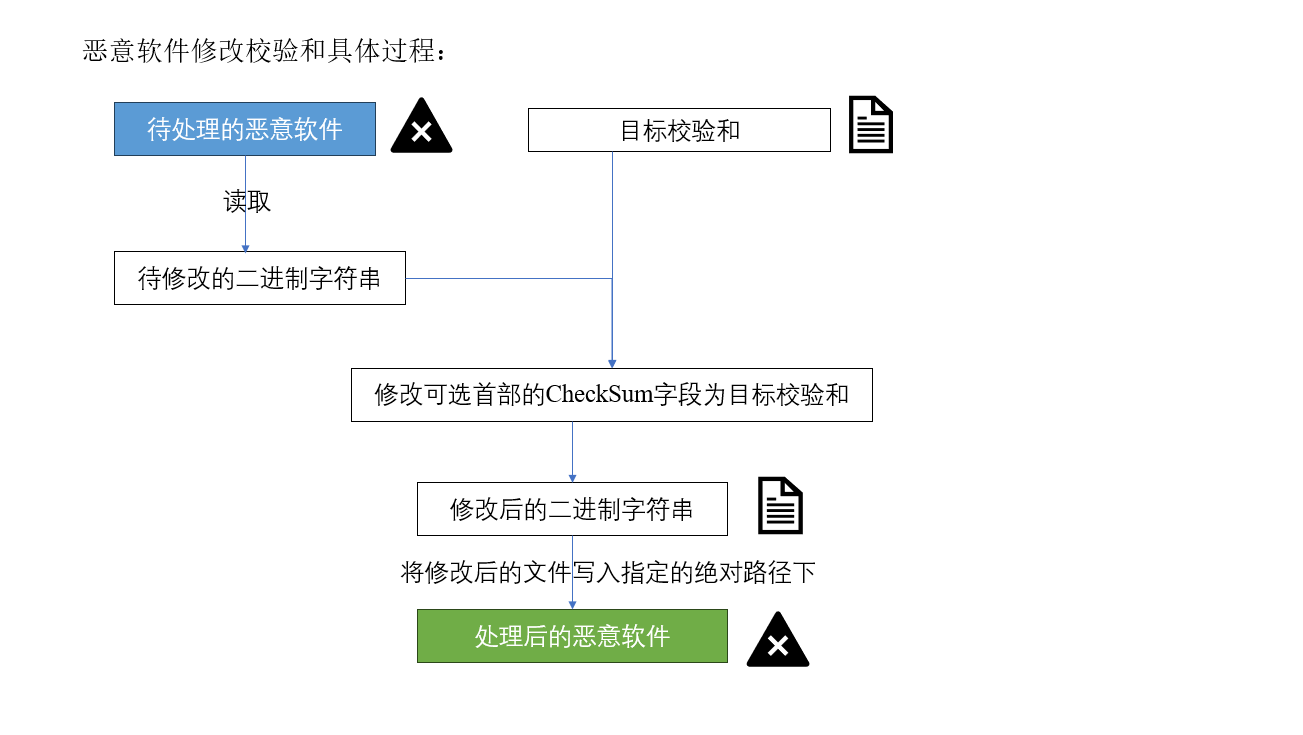 恶意软件修改校验和具体过程：
待处理的恶意软件
目标校验和
读取
待修改的二进制字符串
修改可选首部的CheckSum字段为目标校验和
修改后的二进制字符串
将修改后的文件写入指定的绝对路径下
处理后的恶意软件